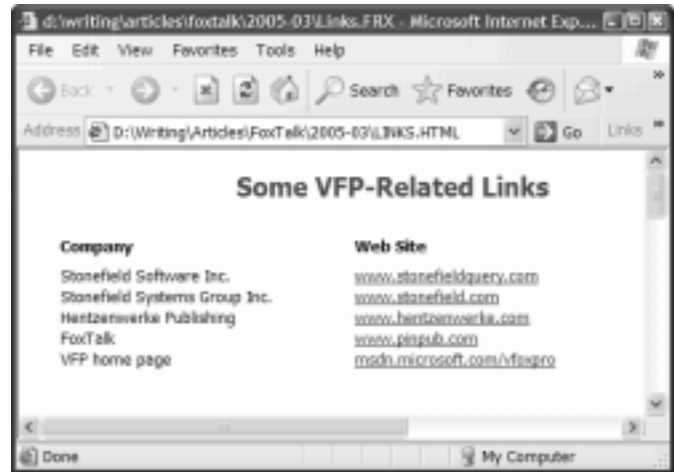 d:\writing\articles\foxtalk\2005-03\Links.FRX - Microsoft Internet Exp...
File Edit View Favorites Tools Help
Back Search Favorites
Address D:\Writing\Articles\FoxTalk\2005-03\LINKS.HTML Go Links
Some VFP-Related Links
Company Web Site
Stonefield Software Inc. www.stonefieldquery.com
Stonefield Systems Group Inc. www.stonefield.com
Hentzenwerke Publishing www.hentzenwerke.com
FoxTalk www.pinpub.com
VFP home page msdn.microsoft.com/vfoxpro
Done My Computer